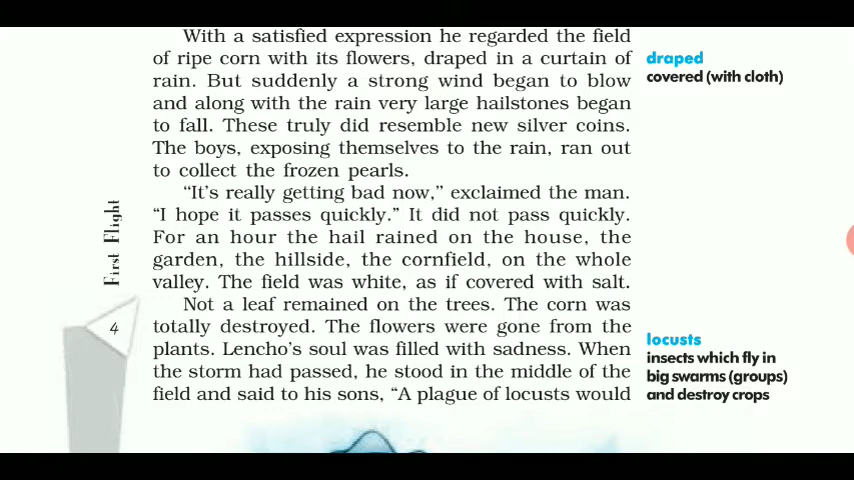 With a satisfied expression he regarded the field
of ripe corn with its flowers, draped in a curtain of
rain. But suddenly a strong wind began to blow
and along with the rain very large hailstones began
to fall. These truly did resemble new silver coins.
The boys, exposing themselves to the rain, ran out
to collect the frozen pearls.
“It’s really getting bad now,” exclaimed the man.
“I hope it passes quickly.” It did not pass quickly.
For an hour the hail rained on the house, the
garden, the hillside, the cornfield, on the whole
valley. The field was white, as if covered with salt.
Not a leaf remained on the trees. The corn was
totally destroyed. The flowers were gone from the
plants. Lencho’s soul was filled with sadness. When
the storm had passed, he stood in the middle of the
field and said to his sons, “A plague of locusts would
draped
covered (with cloth)
locusts
insects which fly in
big swarms (groups)
and destroy crops
First Flight
4